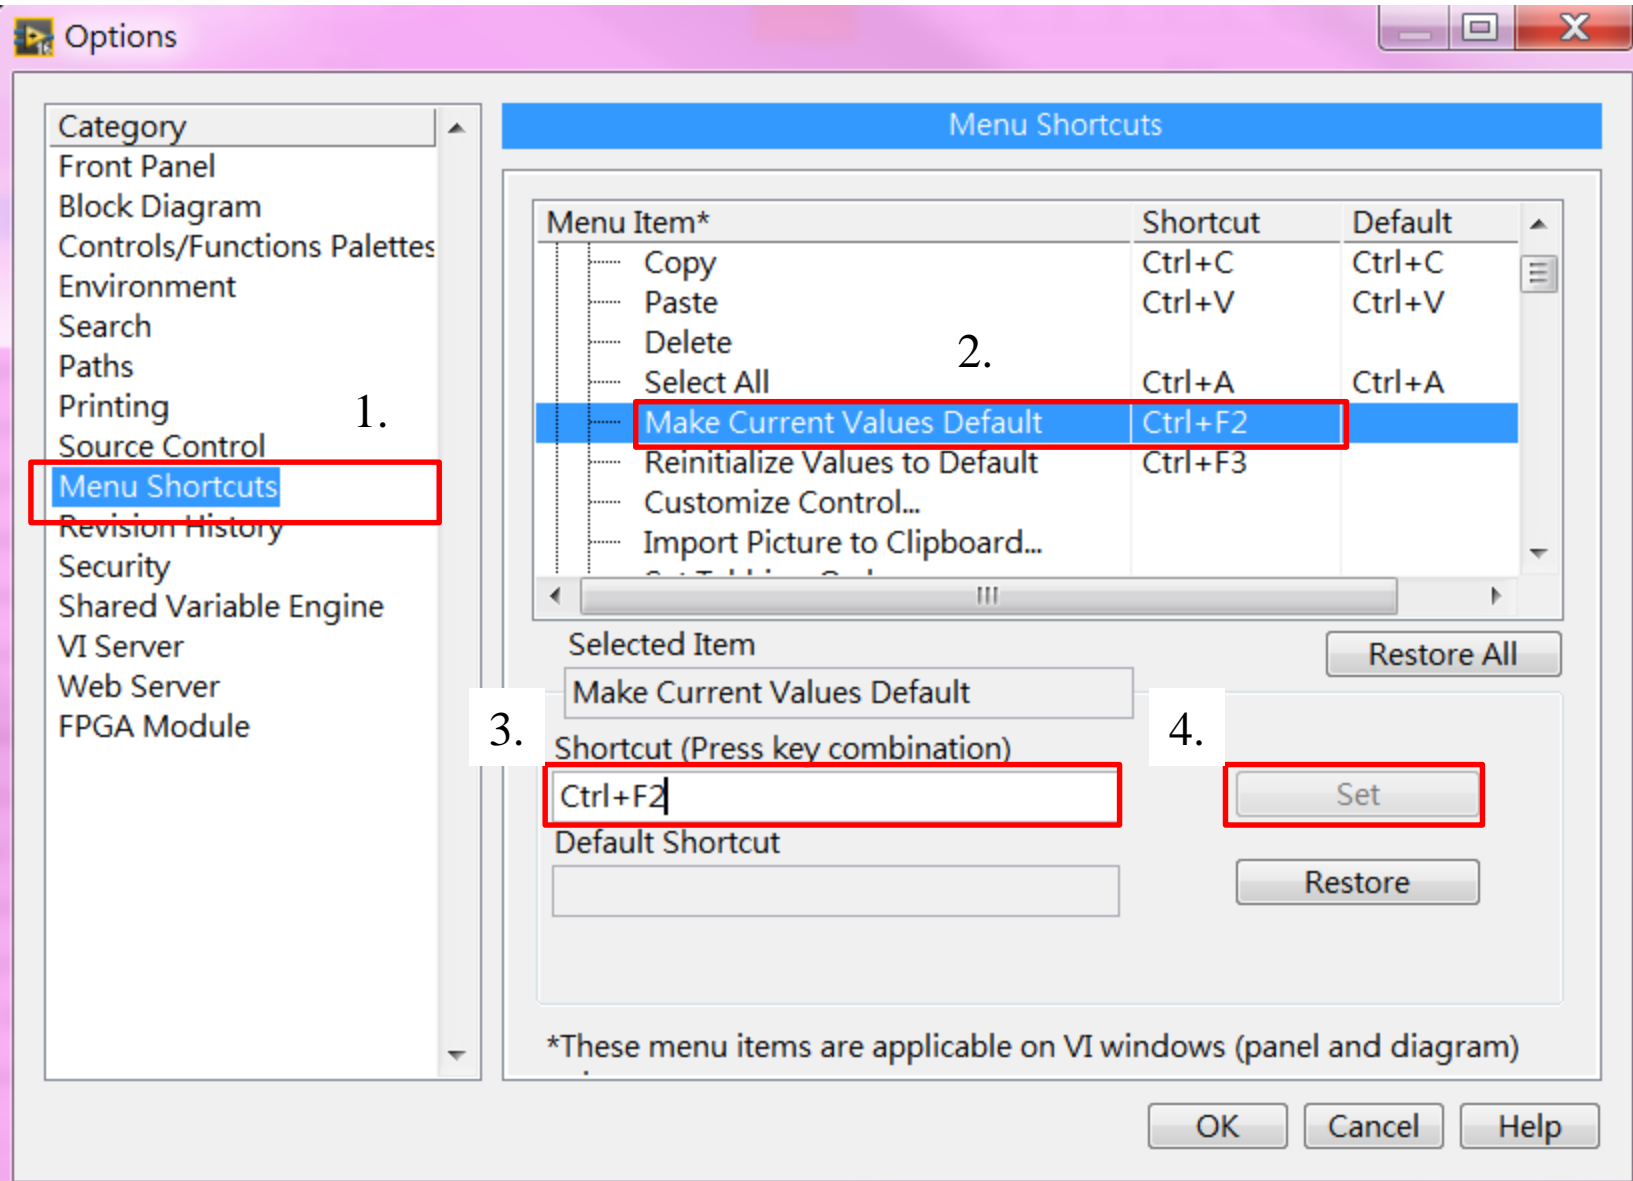 Options
Category
Front Panel
Block Diagram
Controls/Functions Palettes
Environment
Search
Paths
Printing
1.
Source Control
Menu Shortcuts
Revision History
Security
Shared Variable Engine
VI Server
Web Server
FPGA Module
Menu Shortcuts
Menu Item* Shortcut Default
Copy Ctrl+C Ctrl+C
Paste Ctrl+V Ctrl+V
Delete
2.
Select All Ctrl+A Ctrl+A
Make Current Values Default Ctrl+F2
Reinitialize Values to Default Ctrl+F3
Customize Control...
Import Picture to Clipboard...
Selected Item
Restore All
Make Current Values Default
3.
4.
Shortcut (Press key combination)
Ctrl+F2
Set
Default Shortcut
Restore
*These menu items are applicable on VI windows (panel and diagram)
OK Cancel Help